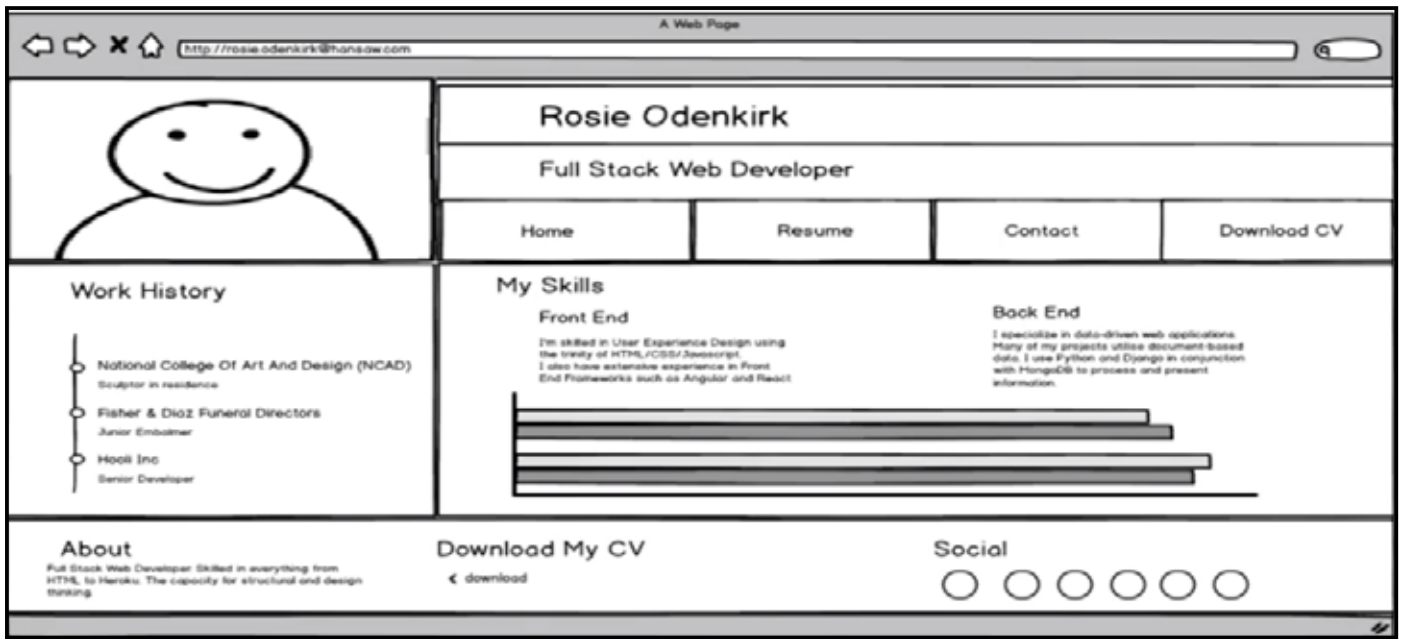 A Web Page
http://rosie.odenkirk@hansaw.com
Rosie Odenkirk
Full Stack Web Developer
Home
Resume
Contact
Download CV
Work History
National College Of Art And Design (NCAD)
Sculptor in residence
Fisher & Diaz Funeral Directors
Junior Embalmer
Hooli Inc
Senior Developer
My Skills
Front End
I'm skilled in User Experience Design using
the trinity of HTML/CSS/Javascript.
I also have extensive experience in Front
End Frameworks such as Angular and React
Back End
I specialize in data-driven web applications.
Many of my projects utilise document-based
data. I use Python and Django in conjunction
with MongoDB to process and present
information.
About
Full Stack Web Developer. Skilled in everything from
HTML to Heroku. The capacity for structural and design
thinking.
Download My CV
download
Social